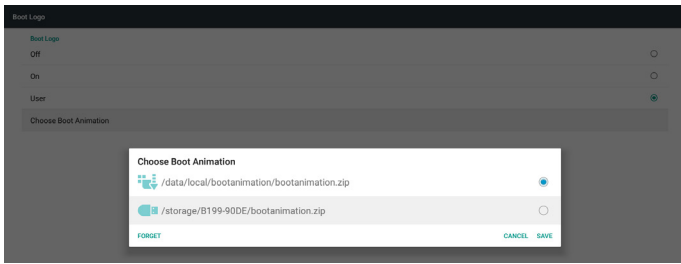 Boot Logo
Boot Logo
Off
On
User
Choose Boot Animation
Choose Boot Animation
/data/local/bootanimation/bootanimation.zip
/storage/B199-90DE/bootanimation.zip
FORGET CANCEL SAVE